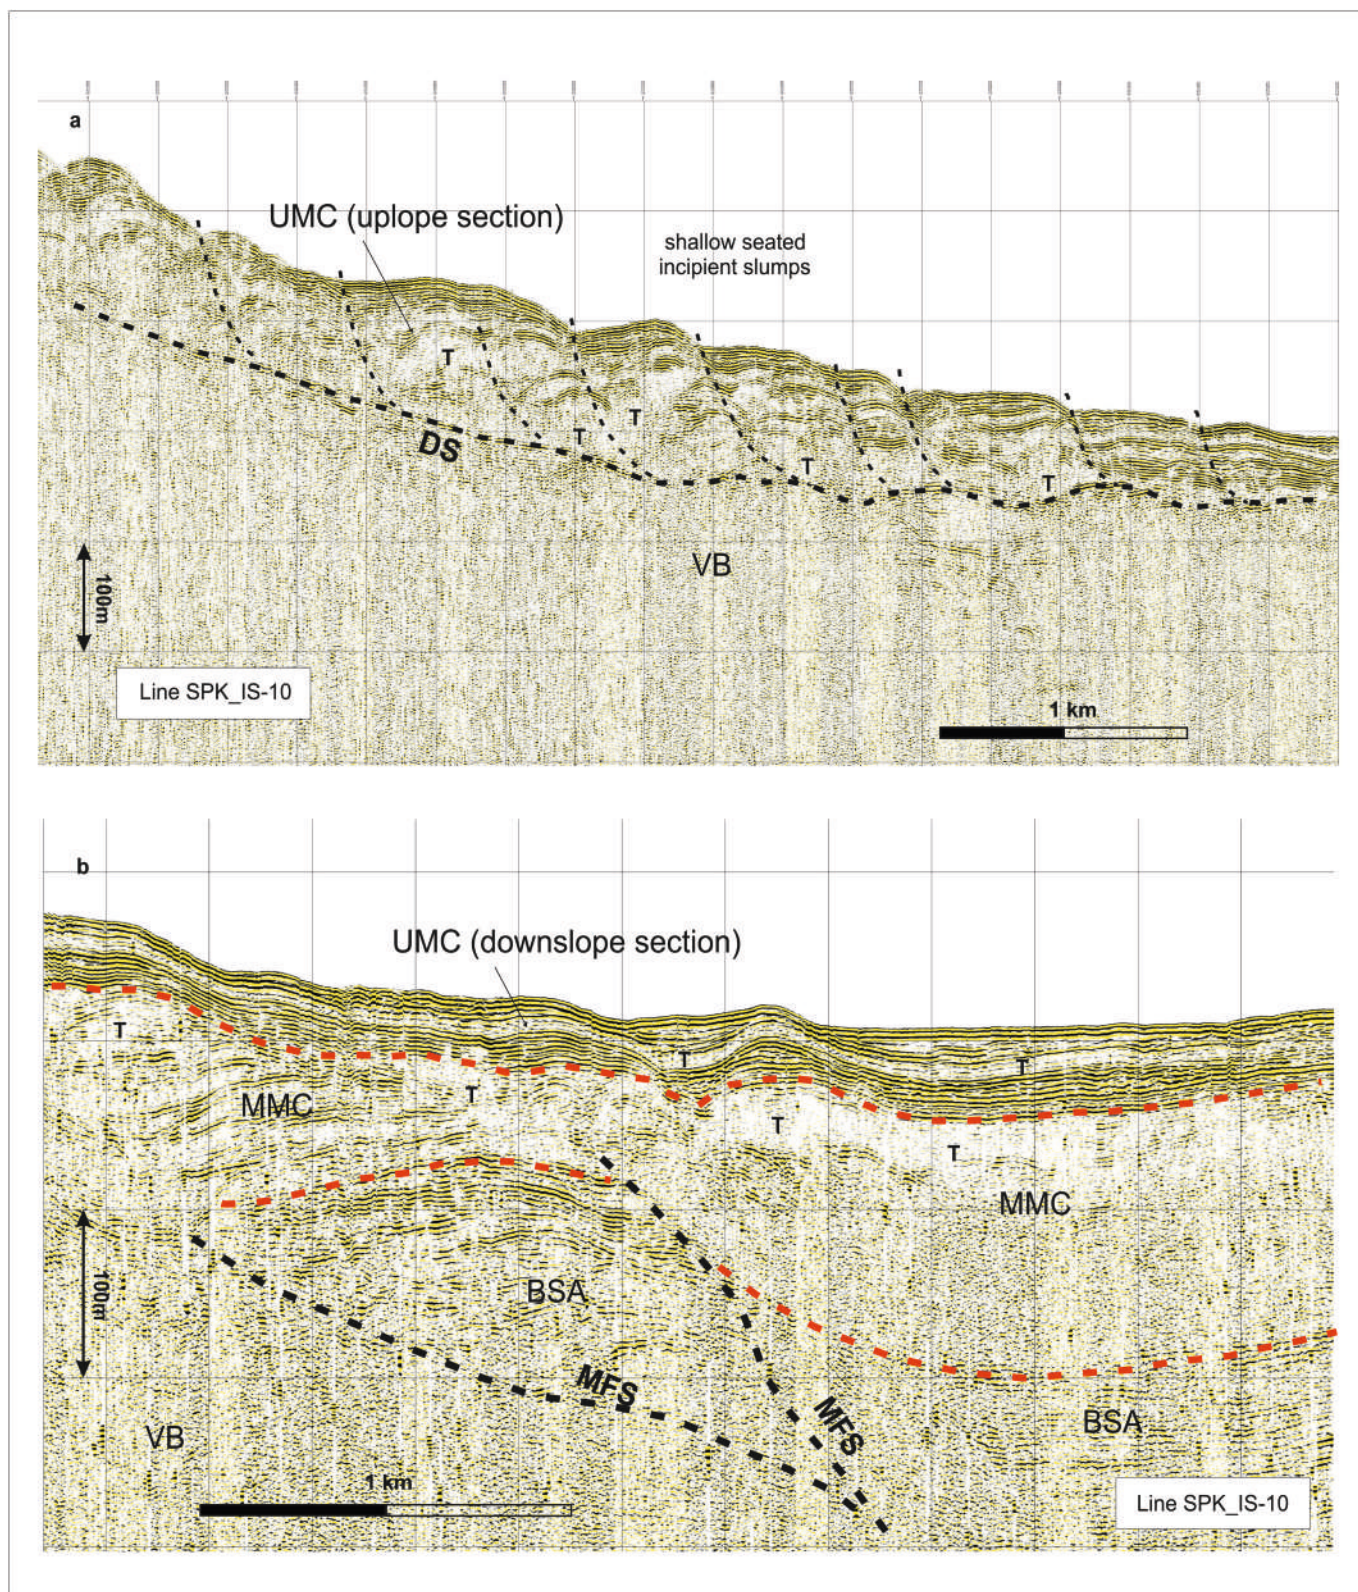 a
UMC (uplope section)
shallow seated
incipient slumps
T
T
T
DS
T
T
VB
100m
Line SPK_IS-10
1 km
b
UMC (downslope section)
T
T
T
MMC
T
T
T
MMC
100m
BSA
MFS
MFS
BSA
VB
1 km
Line SPK_IS-10